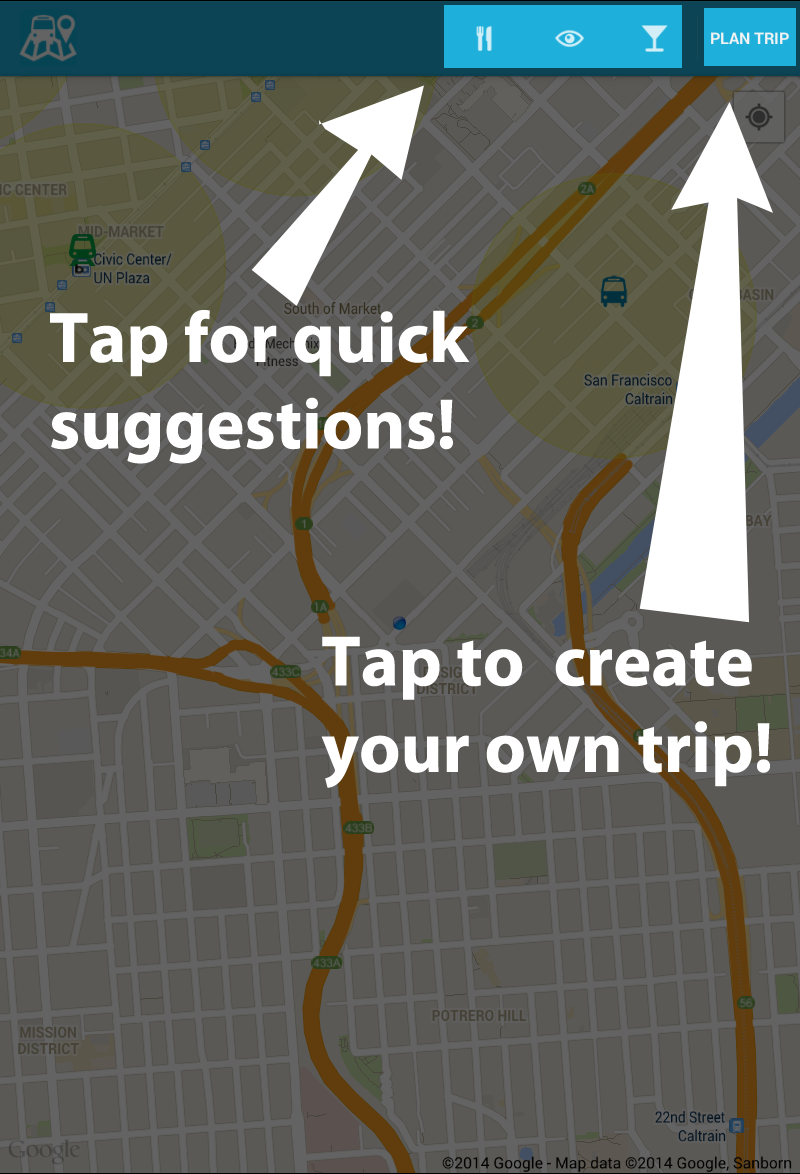 PLAN TRIP
2A
IC CENTER
MID-MARKET
Civic Center/
UN Plaza
ASIN
South of Market
2
Tap for quick
Fitness
San Francisco
Caltrain
suggestions!
1
BAY
1A
34A
433C
Tap to create
DISTRICT
your own trip!
433B
433A
56
POTRERO HILL
MISSION
DISTRICT
22nd Street
Caltrain
Google
©2014 Google - Map data ©2014 Google, Sanborn